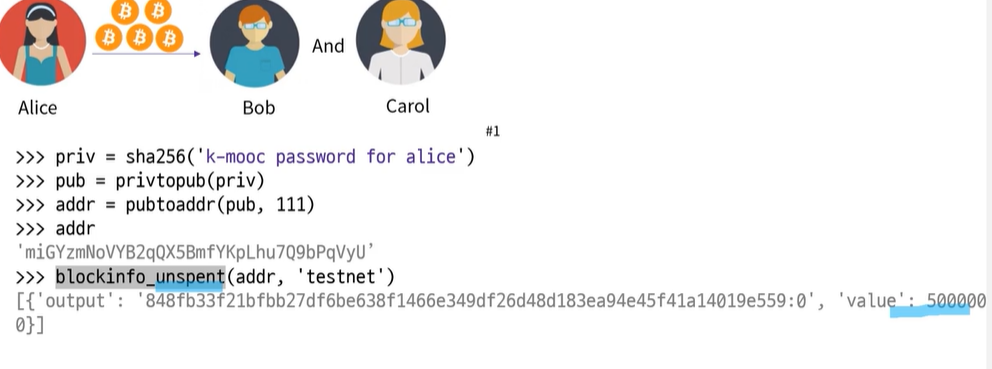 And
Alice
Bob
Carol
#1
>>> priv = sha256('k-mooc password for alice')
>>> pub = privtopub(priv)
>>> addr = pubtoaddr(pub, 111)
>>> addr
'miGYzmNoVYB2qQX5BmfYKpLhu7Q9bPqVyU’
>>> blockinfo_unspent(addr, 'testnet')
[{'output': '848fb33f21bfbb27df6be638f1466e349df26d48d183ea94e45f41a14019e559:0', 'value': 500000
0}]